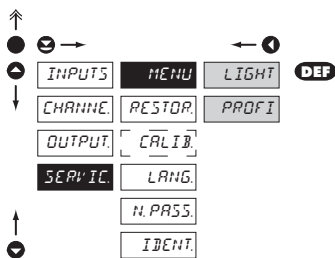 INPUTS MENU LIGHT DEF
CHANNE. RESTOR. PROFI
OUTPUT. CALIB.
SERVIC. LANG.
N. PASS.
IDENT.